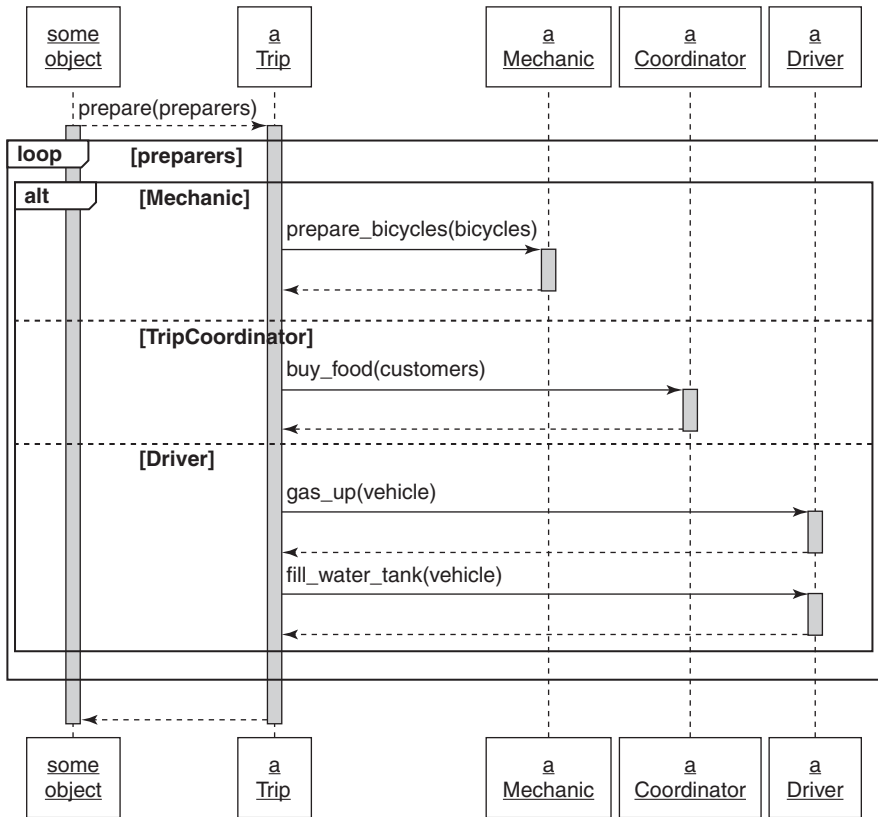 some
object
a
Trip
a
Mechanic
a
Coordinator
a
Driver
prepare(preparers)
loop
[preparers]
alt
[Mechanic]
prepare_bicycles(bicycles)
[TripCoordinator]
buy_food(customers)
[Driver]
gas_up(vehicle)
fill_water_tank(vehicle)
some
object
a
Trip
a
Mechanic
a
Coordinator
a
Driver